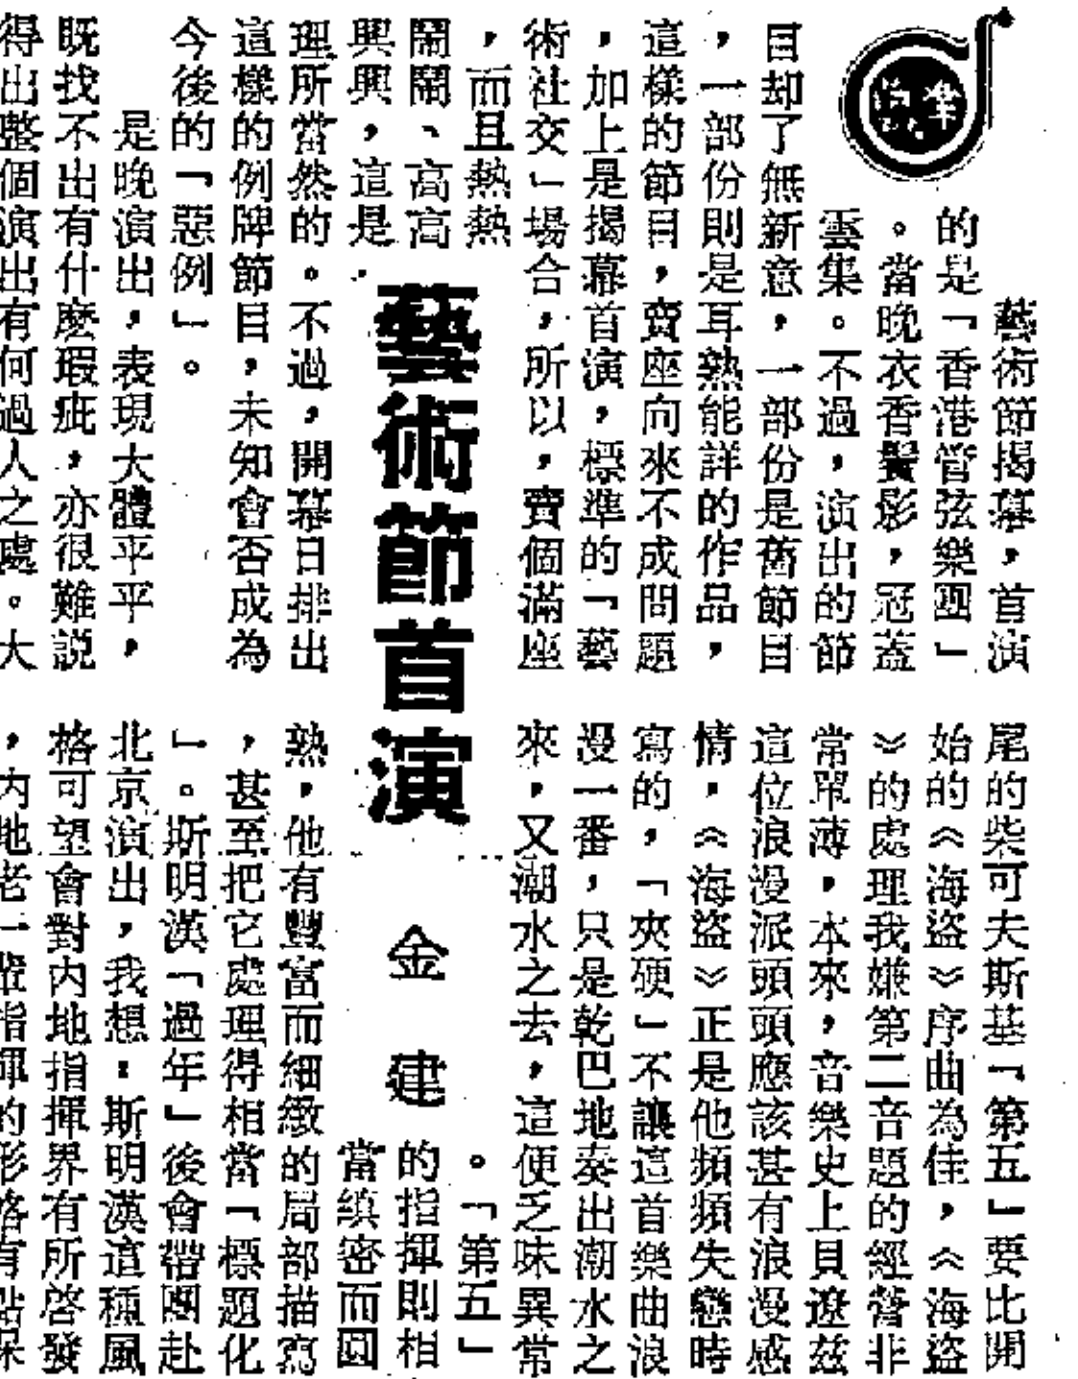 樂論
藝術節首演
金建
藝術節揭幕，首演
的是「香港管弦樂團」
。當晚衣香鬢影，冠蓋
雲集。不過，演出的節
目却了無新意，一部份是舊節目
，一部份則是耳熟能詳的作品，
這樣的節目，賣座向來不成問題
，加上是揭幕首演，標準的「藝
術社交」場合，所以，賣個滿座
，而且熱熱
鬧鬧、高高
興興，這是
理所當然的。不過，開幕日排出
這樣的例牌節目，未知會否成為
今後的「惡例」。
是晚演出，表現大體平平，
既找不出有什麽瑕疵，亦很難説
得出整個演出有何過人之處。大
尾的柴可夫斯基「第五」要比開
始的《海盜》序曲為佳，《海盜
》的處理我嫌第二音題的經營非
常單薄，本來，音樂史上貝遼茲
這位浪漫派頭頭應該甚有浪漫感
情，《海盜》正是他頻頻失戀時
寫的，「夾硬」不讓這首樂曲浪
漫一番，只是乾巴地奏出潮水之
來，又潮水之去，這便乏味異常
。「第五」
的指揮則相
當縝密而圓
熟，他有豐富而細緻的局部描寫
，甚至把它處理得相當「標題化
」。斯明漢「過年」後會帶團赴
北京演出，我想：斯明漢這種風
格可望會對內地指揮界有所啓發
，內地老一輩指揮的形格有點保